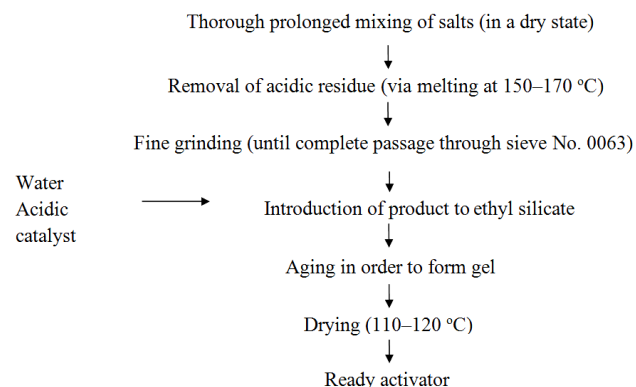 Thorough prolonged mixing of salts (in a dry state)
Removal of acidic residue (via melting at 150–170 ºC)
Fine grinding (until complete passage through sieve No. 0063)
Water
Acidic
catalyst
Introduction of product to ethyl silicate
Aging in order to form gel
Drying (110–120 ºC)
Ready activator